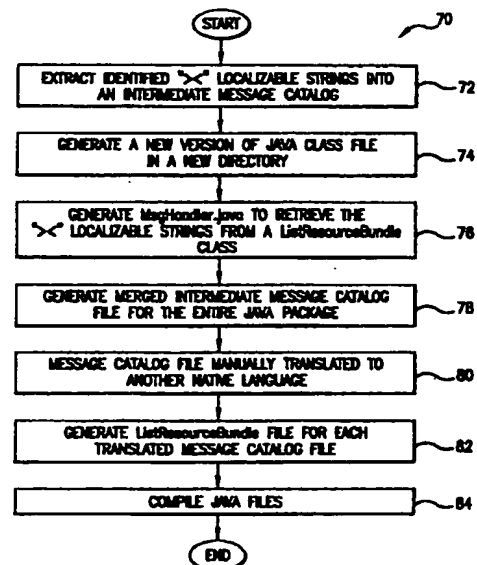 START
70
EXTRACT IDENTIFIED ">-<" LOCALIZABLE STRINGS INTO
AN INTERMEDIATE MESSAGE CATALOG
72
GENERATE A NEW VERSION OF JAVA CLASS FILE
IN A NEW DIRECTORY
74
GENERATE MsgHandler.java TO RETRIEVE THE
">-<" LOCALIZABLE STRINGS FROM A ListResourceBundle
CLASS
76
GENERATE MERGED INTERMEDIATE MESSAGE CATALOG
FILE FOR THE ENTIRE JAVA PACKAGE
78
MESSAGE CATALOG FILE MANUALLY TRANSLATED TO
ANOTHER NATIVE LANGUAGE
80
GENERATE ListResourceBundle FILE FOR EACH
TRANSLATED MESSAGE CATALOG FILE
82
COMPILE JAVA FILES
84
END